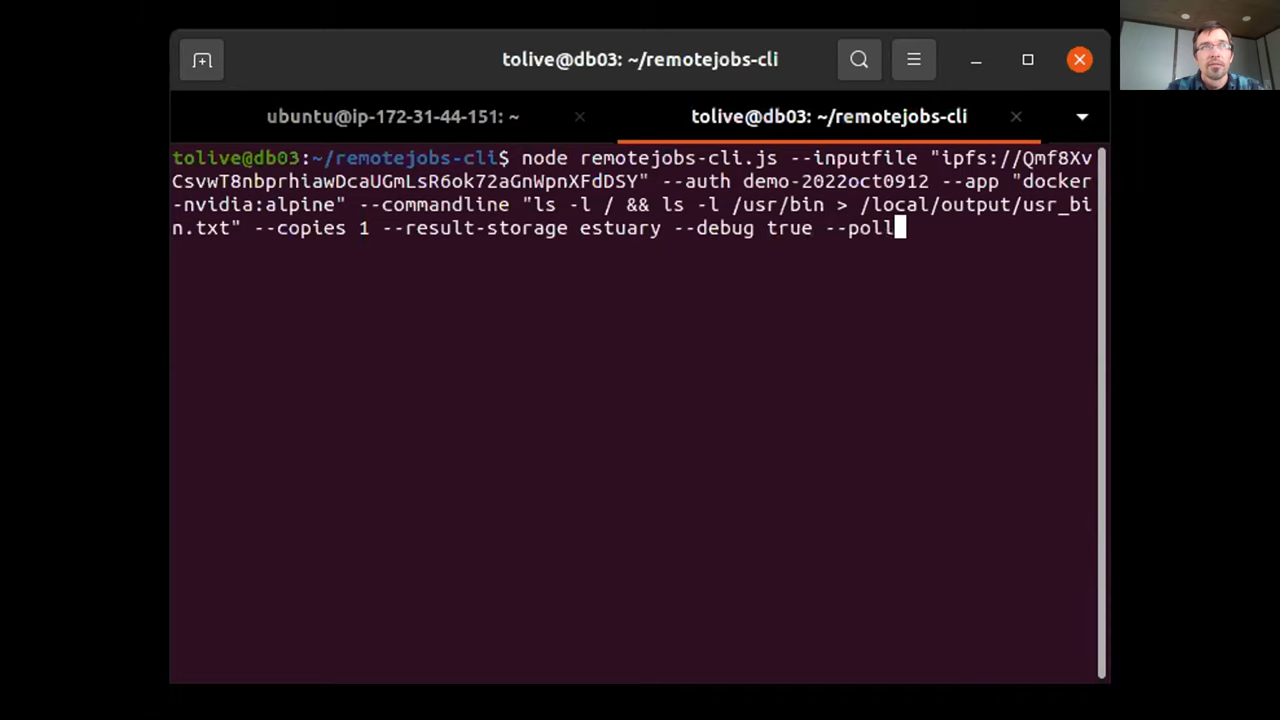 tolive@db03: ~/remotejobs-cli
ubuntu@ip-172-31-44-151: ~
tolive@db03: ~/remotejobs-cli
tolive@db03:~/remotejobs-cli$ node remotejobs-cli.js --inputfile "ipfs://Qmf8Xv
CsvwT8nbprhiawDcaUGmLsR6ok72aGnWpnXFdDSY" --auth demo-2022oct0912 --app "docker
-nvidia:alpine" --commandline "ls -l / && ls -l /usr/bin > /local/output/usr_bi
n.txt" --copies 1 --result-storage estuary --debug true --poll